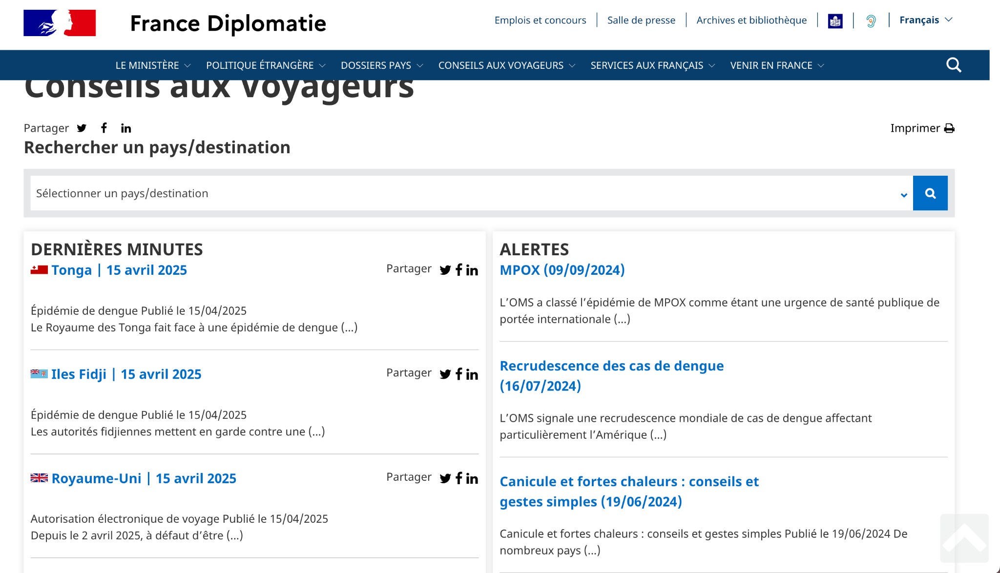 France Diplomatie
Emplois et concours
Salle de presse
Archives et bibliothèque
Français
LE MINISTÈRE
POLITIQUE ÉTRANGÈRE
DOSSIERS PAYS
CONSEILS AUX VOYAGEURS
SERVICES AUX FRANÇAIS
VENIR EN FRANCE
Conseils aux Voyageurs
Partager
Imprimer
Rechercher un pays/destination
Sélectionner un pays/destination
DERNIÈRES MINUTES
Tonga | 15 avril 2025
Partager
Épidémie de dengue Publié le 15/04/2025
Le Royaume des Tonga fait face à une épidémie de dengue (...)
Iles Fidji | 15 avril 2025
Partager
Épidémie de dengue Publié le 15/04/2025
Les autorités fidjiennes mettent en garde contre une (...)
Royaume-Uni | 15 avril 2025
Partager
Autorisation électronique de voyage Publié le 15/04/2025
Depuis le 2 avril 2025, à défaut d’être (...)
ALERTES
MPOX (09/09/2024)
L’OMS a classé l’épidémie de MPOX comme étant une urgence de santé publique de
portée internationale (...)
Recrudescence des cas de dengue
(16/07/2024)
L’OMS signale une recrudescence mondiale de cas de dengue affectant
particulièrement l’Amérique (...)
Canicule et fortes chaleurs : conseils et
gestes simples (19/06/2024)
Canicule et fortes chaleurs : conseils et gestes simples Publié le 19/06/2024 De
nombreux pays (...)